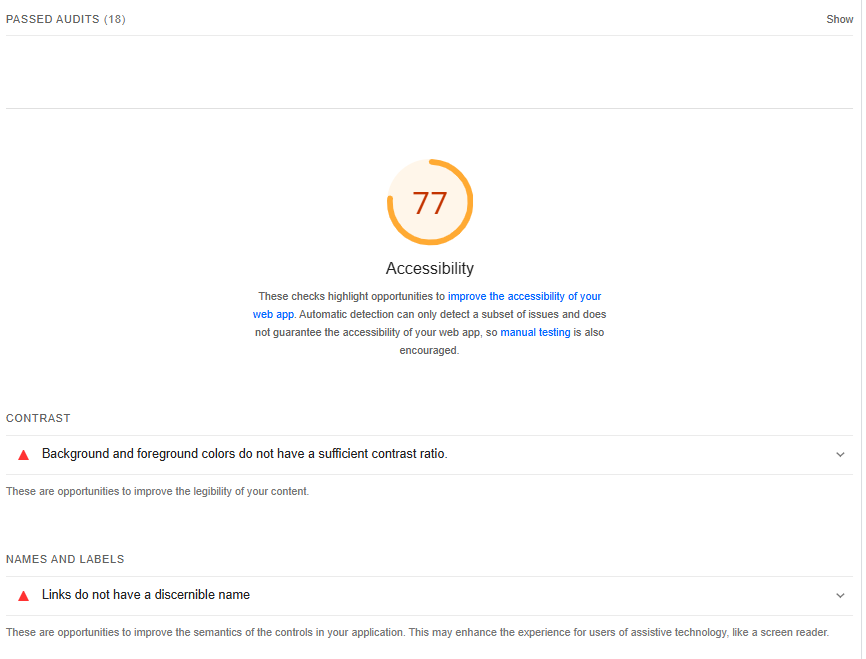 PASSED AUDITS (18)
Show
77
Accessibility
These checks highlight opportunities to improve the accessibility of your
web app. Automatic detection can only detect a subset of issues and does
not guarantee the accessibility of your web app, so manual testing is also
encouraged.
CONTRAST
Background and foreground colors do not have a sufficient contrast ratio.
These are opportunities to improve the legibility of your content.
NAMES AND LABELS
Links do not have a discernible name
These are opportunities to improve the semantics of the controls in your application. This may enhance the experience for users of assistive technology, like a screen reader.